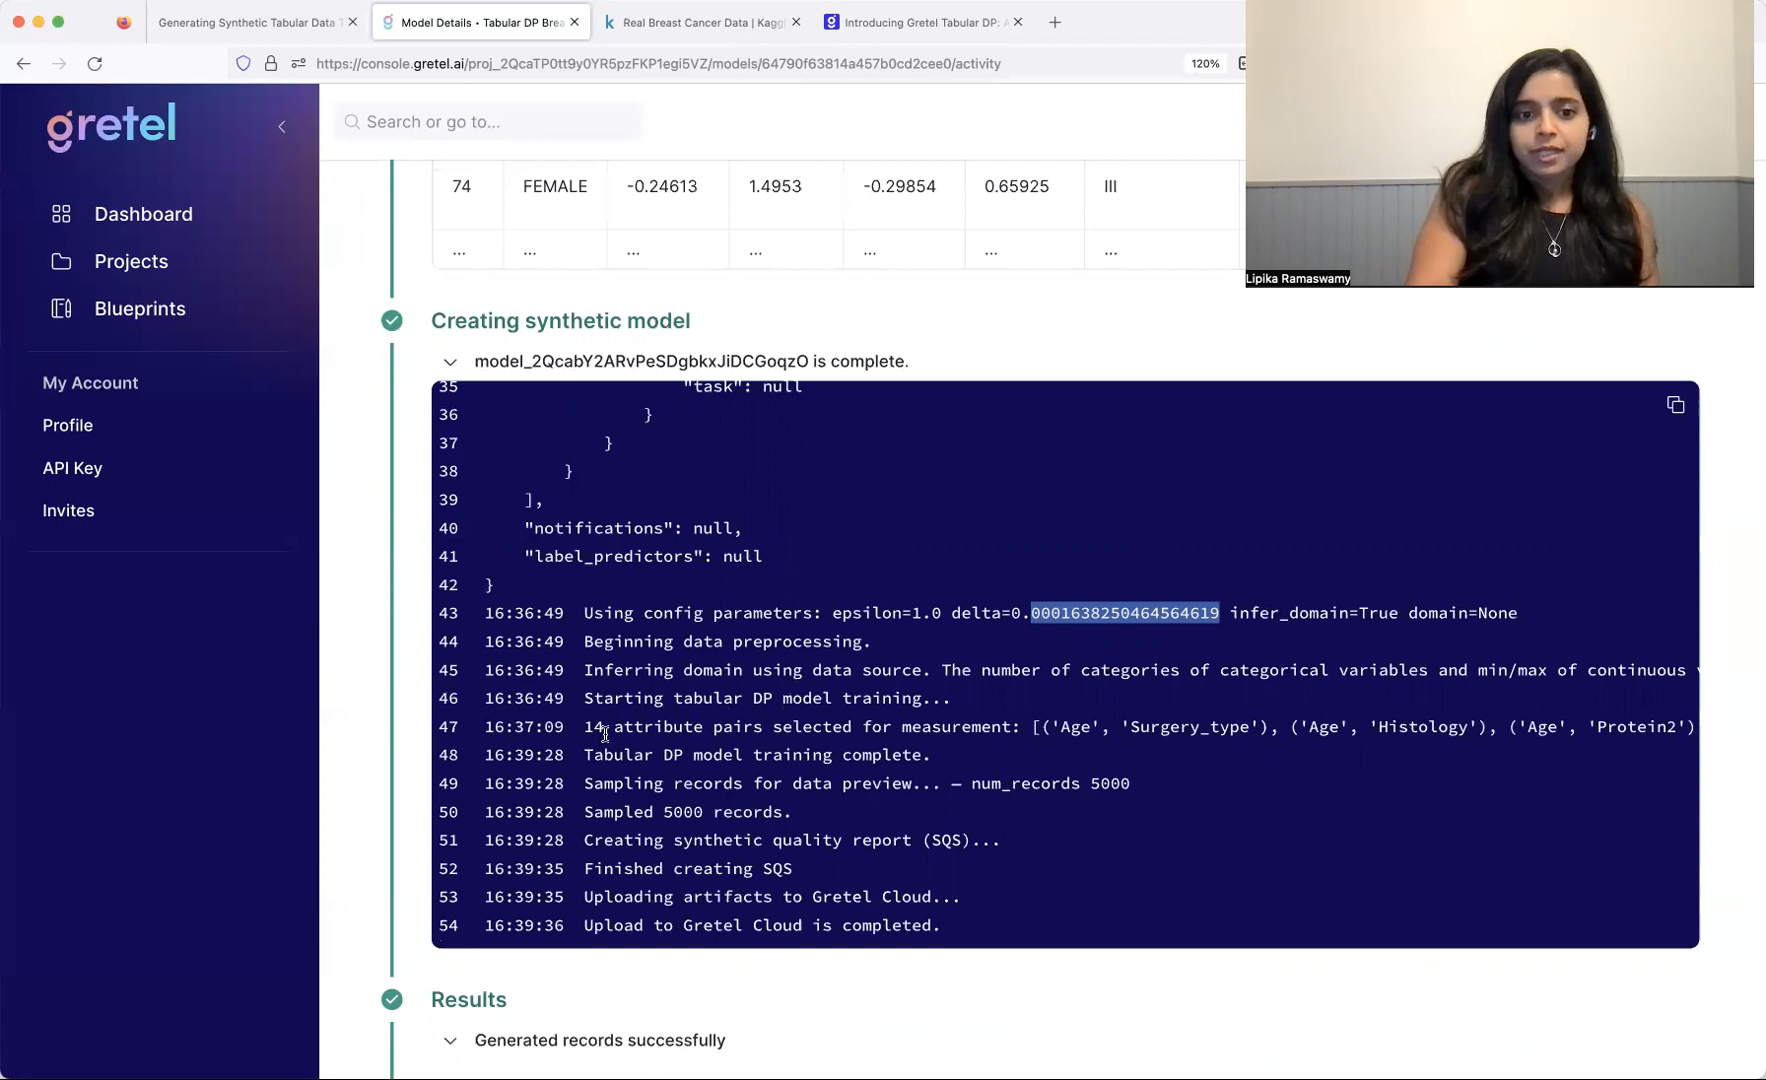 Generating Synthetic Tabular Data
Model Details • Tabular DP Brea
Real Breast Cancer Data | Kaggl
Introducing Gretel Tabular DP: A
https://console.gretel.ai/proj_2QcaTP0tt9y0YR5pzFKP1egi5VZ/models/64790f63814a457b0cd2cee0/activity
120%
gretel
Search or go to...
Dashboard
Projects
Blueprints
My Account
Profile
API Key
Invites
74 FEMALE -0.24613 1.4953 -0.29854 0.65925 III
... ... ... ... ... ... ...
Lipika Ramaswamy
Creating synthetic model
model_2QcabY2ARvPeSDgbkxJiDCGoqzO is complete.
35 "task": null
36 }
37 }
38 }
39 ],
40 "notifications": null,
41 "label_predictors": null
42 }
43 16:36:49 Using config parameters: epsilon=1.0 delta=0.0001638250464564619 infer_domain=True domain=None
44 16:36:49 Beginning data preprocessing.
45 16:36:49 Inferring domain using data source. The number of categories of categorical variables and min/max of continuous
46 16:36:49 Starting tabular DP model training...
47 16:37:09 14 attribute pairs selected for measurement: [('Age', 'Surgery_type'), ('Age', 'Histology'), ('Age', 'Protein2')
48 16:39:28 Tabular DP model training complete.
49 16:39:28 Sampling records for data preview... — num_records 5000
50 16:39:28 Sampled 5000 records.
51 16:39:28 Creating synthetic quality report (SQS)...
52 16:39:35 Finished creating SQS
53 16:39:35 Uploading artifacts to Gretel Cloud...
54 16:39:36 Upload to Gretel Cloud is completed.
Results
Generated records successfully